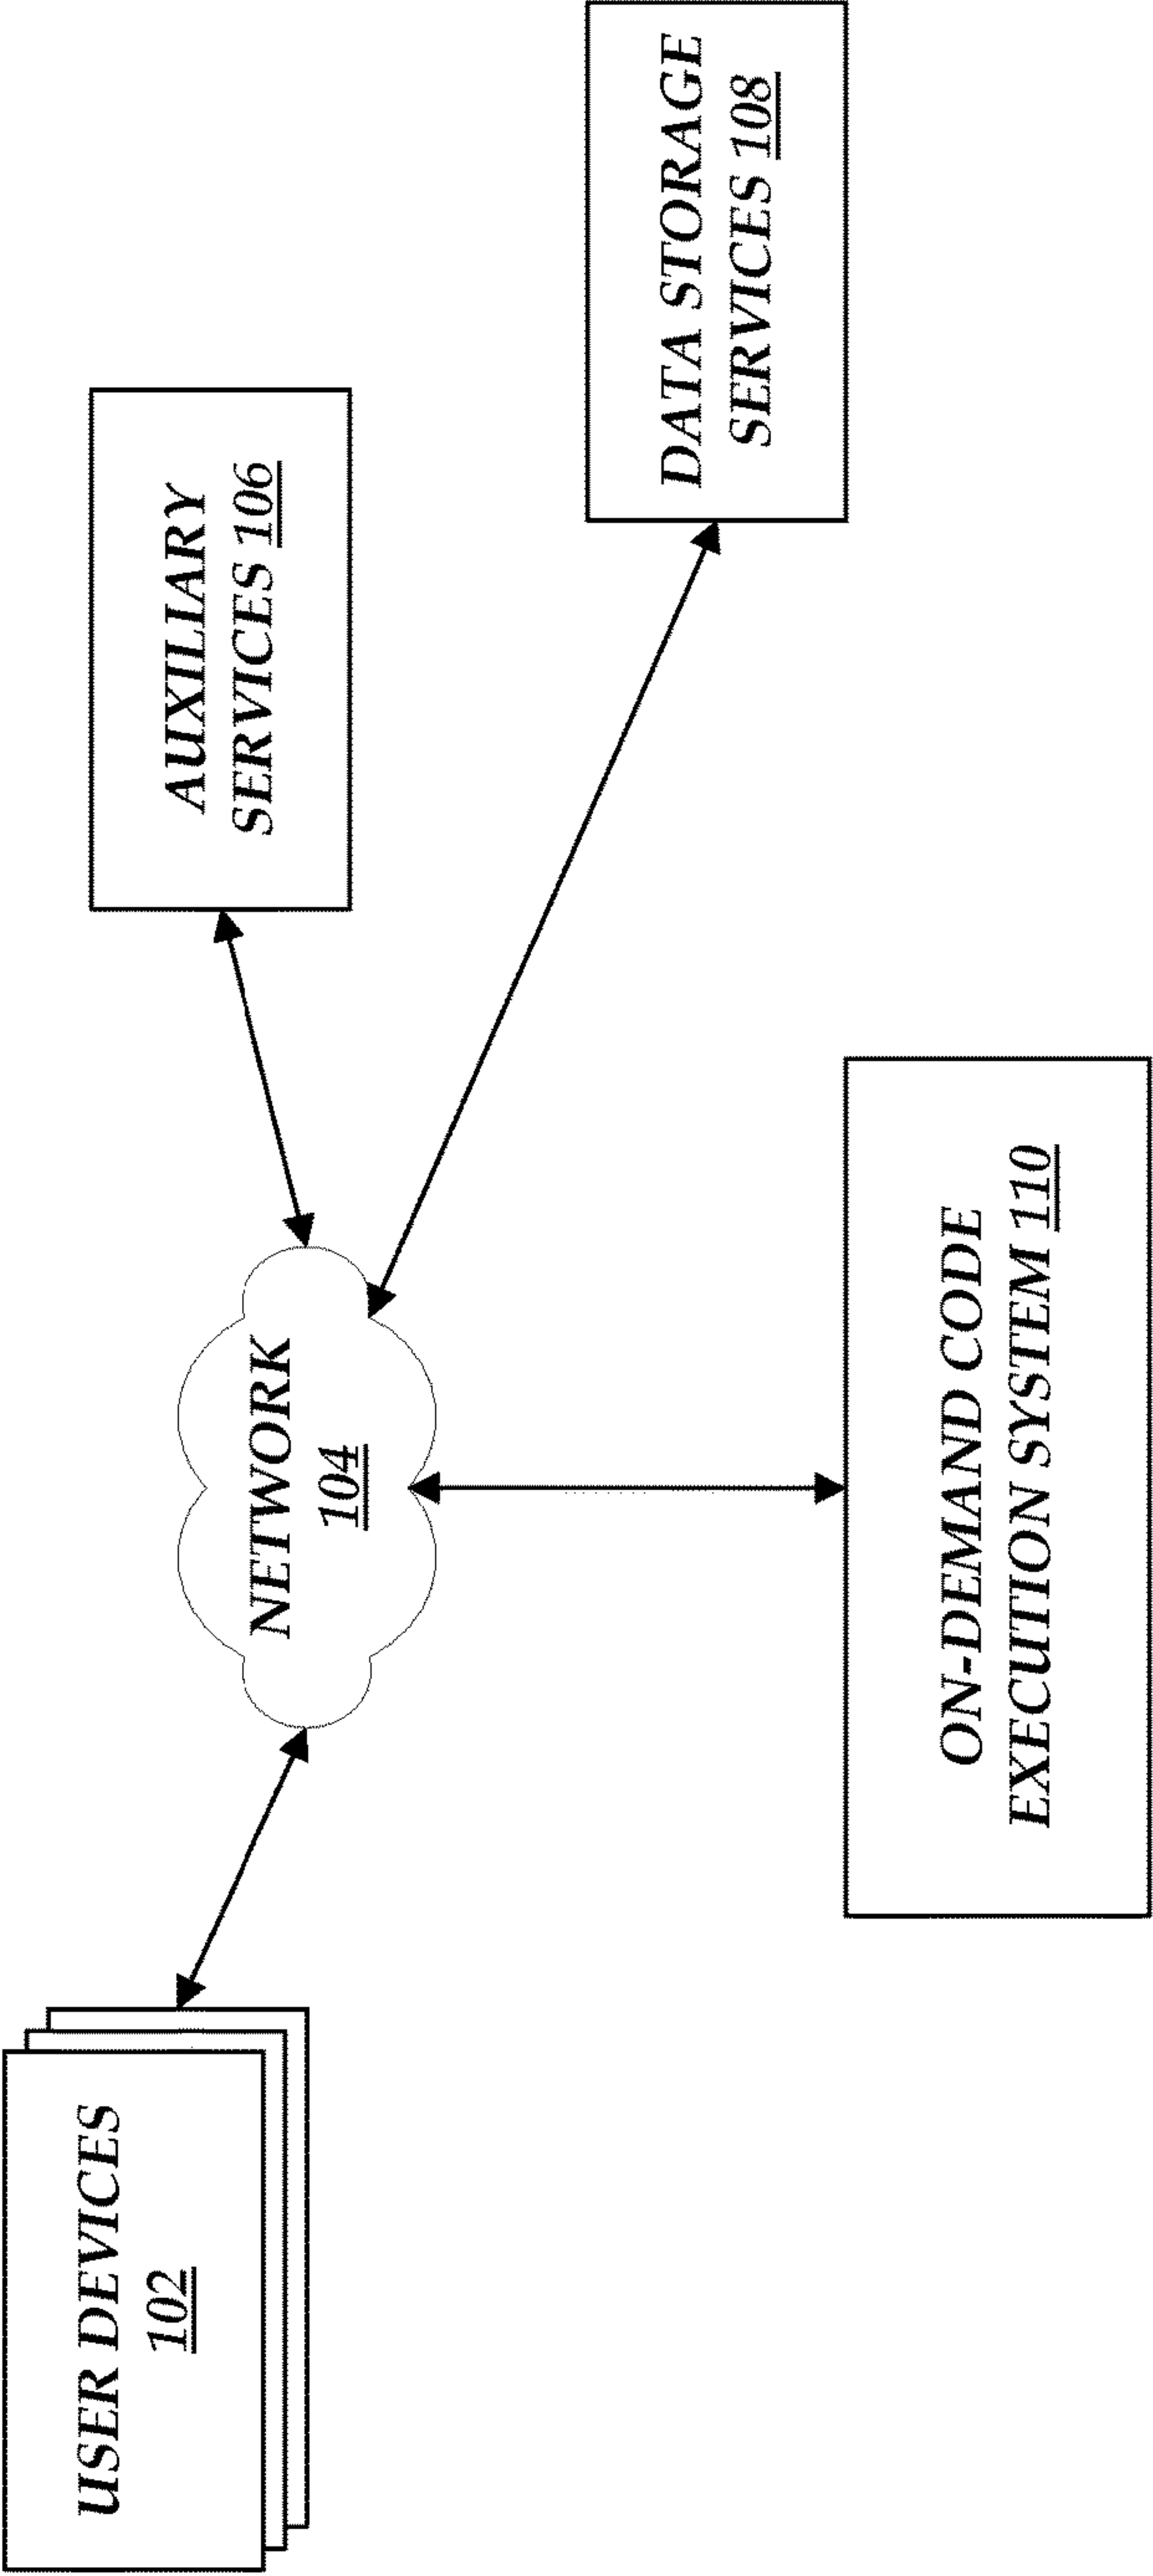 USER DEVICES
102
NETWORK
104
AUXILIARY
SERVICES 106
DATA STORAGE
SERVICES 108
ON-DEMAND CODE
EXECUTION SYSTEM 110